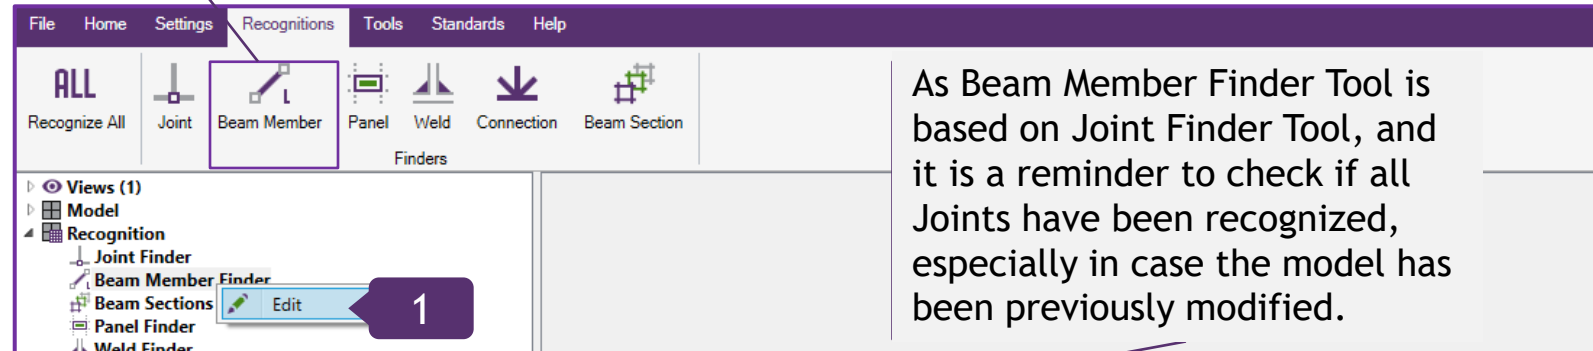 File Home Settings Recognitions Tools Standards Help
ALL
Recognize All Joint Beam Member Panel Weld Connection Beam Section
L
Finders
Views (1)
Model
Recognition
Joint Finder
Beam Member Finder
Beam Sections
Edit
1
Panel Finder
Weld Finder
As Beam Member Finder Tool is
based on Joint Finder Tool, and
it is a reminder to check if all
Joints have been recognized,
especially in case the model has
been previously modified.